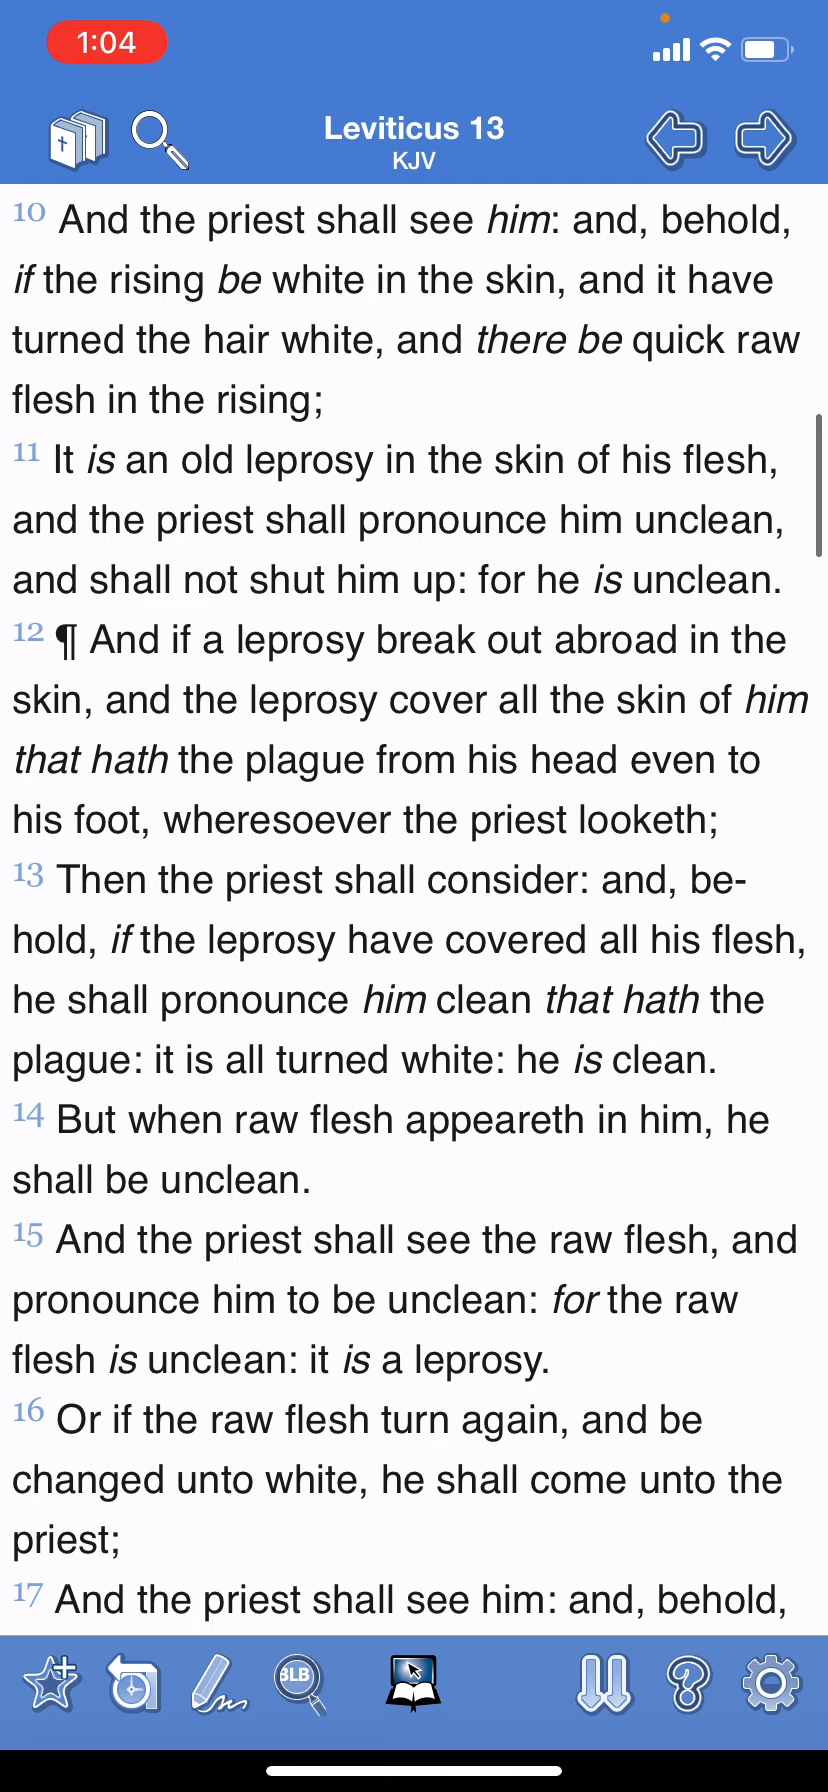 1:04
Leviticus 13
KJV
10 And the priest shall see him: and, behold,
if the rising be white in the skin, and it have
turned the hair white, and there be quick raw
flesh in the rising;
11 It is an old leprosy in the skin of his flesh,
and the priest shall pronounce him unclean,
and shall not shut him up: for he is unclean.
12 ¶ And if a leprosy break out abroad in the
skin, and the leprosy cover all the skin of him
that hath the plague from his head even to
his foot, wheresoever the priest looketh;
13 Then the priest shall consider: and, be-
hold, if the leprosy have covered all his flesh,
he shall pronounce him clean that hath the
plague: it is all turned white: he is clean.
14 But when raw flesh appeareth in him, he
shall be unclean.
15 And the priest shall see the raw flesh, and
pronounce him to be unclean: for the raw
flesh is unclean: it is a leprosy.
16 Or if the raw flesh turn again, and be
changed unto white, he shall come unto the
priest;
17 And the priest shall see him: and, behold,
BLB